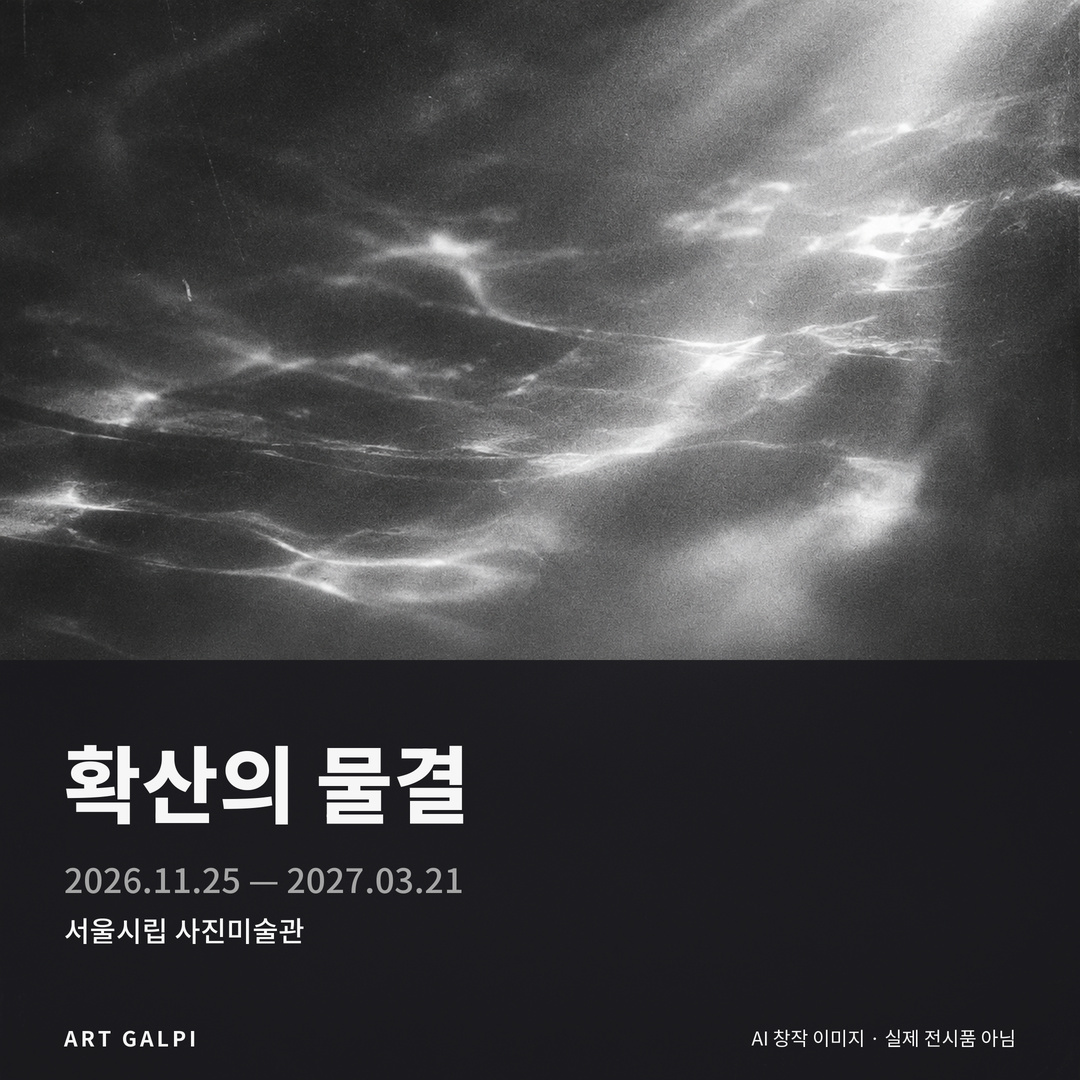 확산의 물결
2026.11.25 — 2027.03.21
서울시립 사진미술관
ART GALPI
AI 창작 이미지 · 실제 전시품 아님